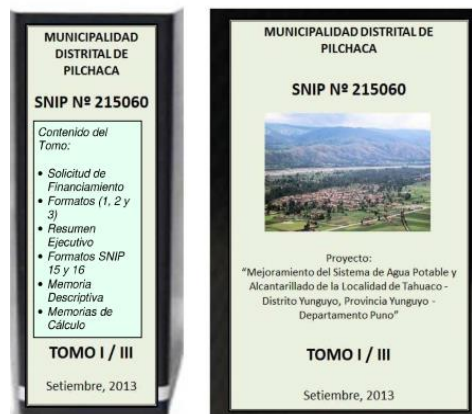 MUNICIPALIDAD
DISTRITAL DE
PILCHACA
SNIP Nº 215060
Contenido del
Tomo:
• Solicitud de
Financiamiento
• Formatos (1, 2 y
3)
• Resumen
Ejecutivo
• Formatos SNIP
15 y 16
• Memoria
Descriptiva
• Memorias de
Cálculo
TOMO I / III
Setiembre, 2013
MUNICIPALIDAD DISTRITAL DE
PILCHACA
SNIP Nº 215060
Proyecto:
“Mejoramiento del Sistema de Agua Potable y
Alcantarillado de la Localidad de Tahuaco -
Distrito Yunguyo, Provincia Yunguyo -
Departamento Puno”
TOMO I / III
Setiembre, 2013